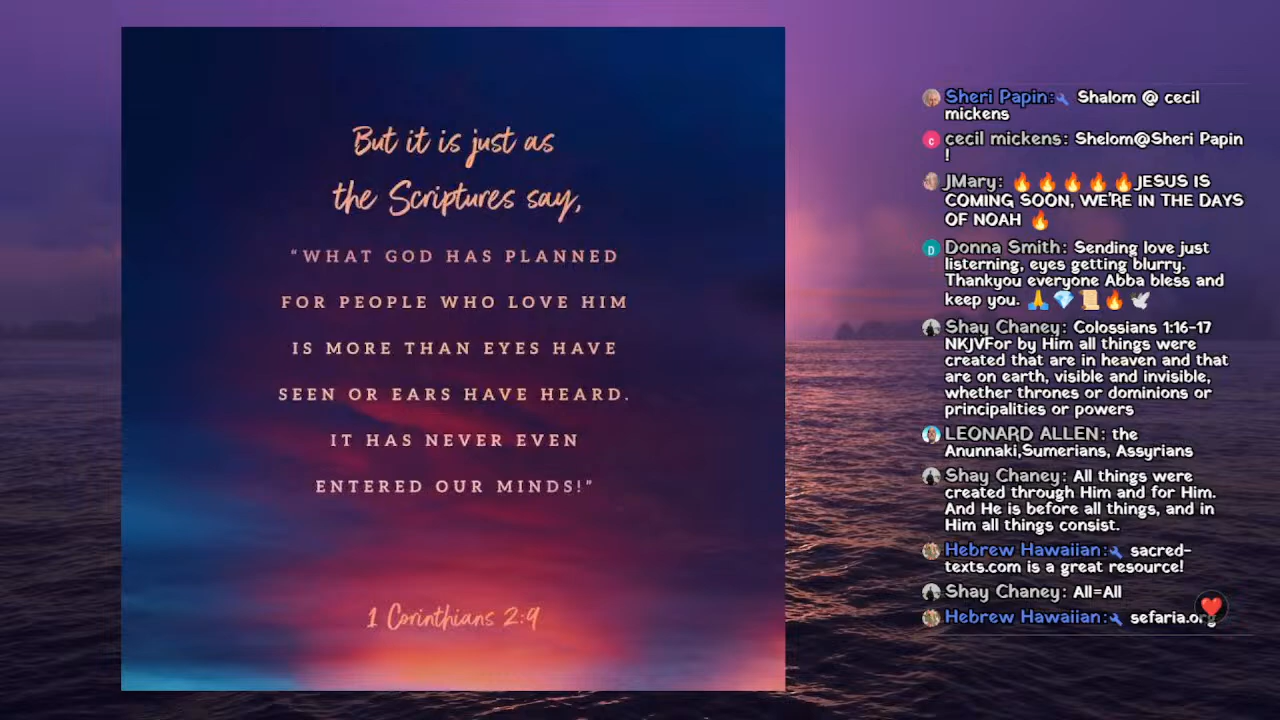 But it is just as
the Scriptures say,
“WHAT GOD HAS PLANNED
FOR PEOPLE WHO LOVE HIM
IS MORE THAN EYES HAVE
SEEN OR EARS HAVE HEARD.
IT HAS NEVER EVEN
ENTERED OUR MINDS!”
1 Corinthians 2:9
Sheri Papin:🔧 Shalom @ cecil
mickens
c cecil mickens: Shelom@Sheri Papin
!
JMary: 🔥🔥🔥🔥🔥JESUS IS
COMING SOON, WE'RE IN THE DAYS
OF NOAH 🔥
D Donna Smith: Sending love just
listening, eyes getting blurry.
Thankyou everyone Abba bless and
keep you. 🙏💎📜🔥🕊
Shay Chaney: Colossians 1:16-17
NKJVFor by Him all things were
created that are in heaven and that
are on earth, visible and invisible,
whether thrones or dominions or
principalities or powers
LEONARD ALLEN: the
Anunnaki,Sumerians, Assyrians
Shay Chaney: All things were
created through Him and for Him.
And He is before all things, and in
Him all things consist.
Hebrew Hawaiian:🔧 sacred-
texts.com is a great resource!
Shay Chaney: All=All
Hebrew Hawaiian:🔧 sefaria.org